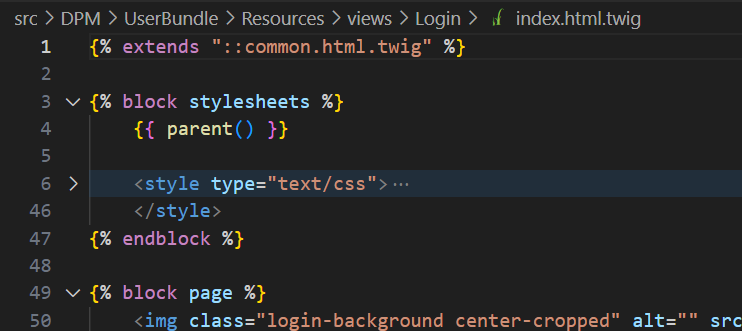 src > DPM > UserBundle > Resources > views > Login > index.html.twig
1 {% extends "::common.html.twig" %}
2
3 {% block stylesheets %}
4 {{ parent() }}
5
6 <style type="text/css">⋯
46 </style>
47 {% endblock %}
48
49 {% block page %}
50 <img class="login-background center-cropped" alt="" src